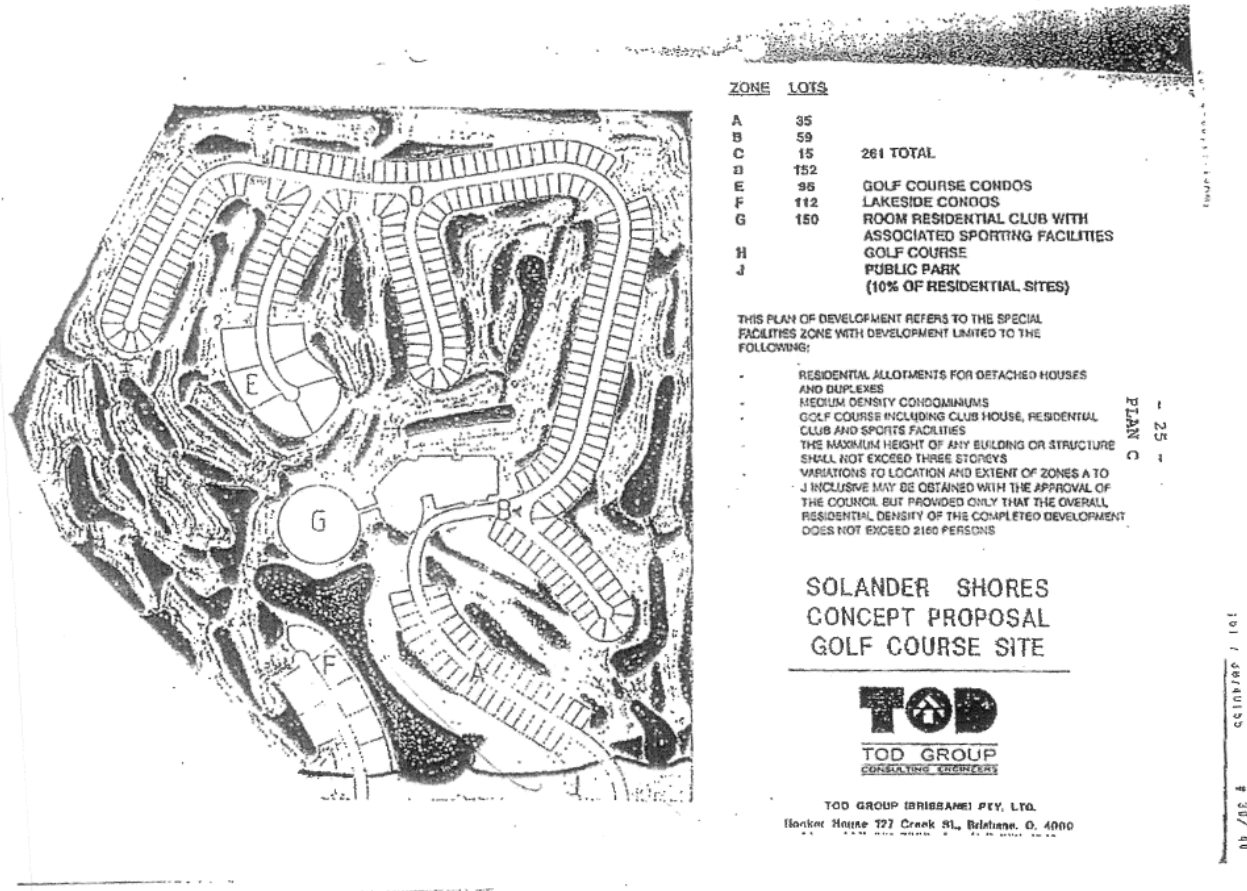 ZONE LOTS
A 35
B 59
C 15 261 TOTAL
D 152
E 96 GOLF COURSE CONDOS
F 112 LAKESIDE CONDOS
G 150 ROOM RESIDENTIAL CLUB WITH
ASSOCIATED SPORTING FACILITIES
H GOLF COURSE
J PUBLIC PARK
(10% OF RESIDENTIAL SITES)
THIS PLAN OF DEVELOPMENT REFERS TO THE SPECIAL
FACILITIES ZONE WITH DEVELOPMENT LIMITED TO THE
FOLLOWING:
- RESIDENTIAL ALLOTMENTS FOR DETACHED HOUSES
AND DUPLEXES
- MEDIUM DENSITY CONDOMINIUMS
- GOLF COURSE INCLUDING CLUB HOUSE, RESIDENTIAL
CLUB AND SPORTS FACILITIES
- THE MAXIMUM HEIGHT OF ANY BUILDING OR STRUCTURE
SHALL NOT EXCEED THREE STOREYS
- VARIATIONS TO LOCATION AND EXTENT OF ZONES A TO
J INCLUSIVE MAY BE OBTAINED WITH THE APPROVAL OF
THE COUNCIL BUT PROVIDED ONLY THAT THE OVERALL
RESIDENTIAL DENSITY OF THE COMPLETED DEVELOPMENT
DOES NOT EXCEED 2160 PERSONS
- 25 -
PLAN C
SOLANDER SHORES
CONCEPT PROPOSAL
GOLF COURSE SITE
TOD
TOD GROUP
CONSULTING ENGINEERS
TOD GROUP (BRISBANE) PTY. LTD.
House 127 Creek St., Brisbane. Q. 4000
D
C
E
G
B
A
F
J